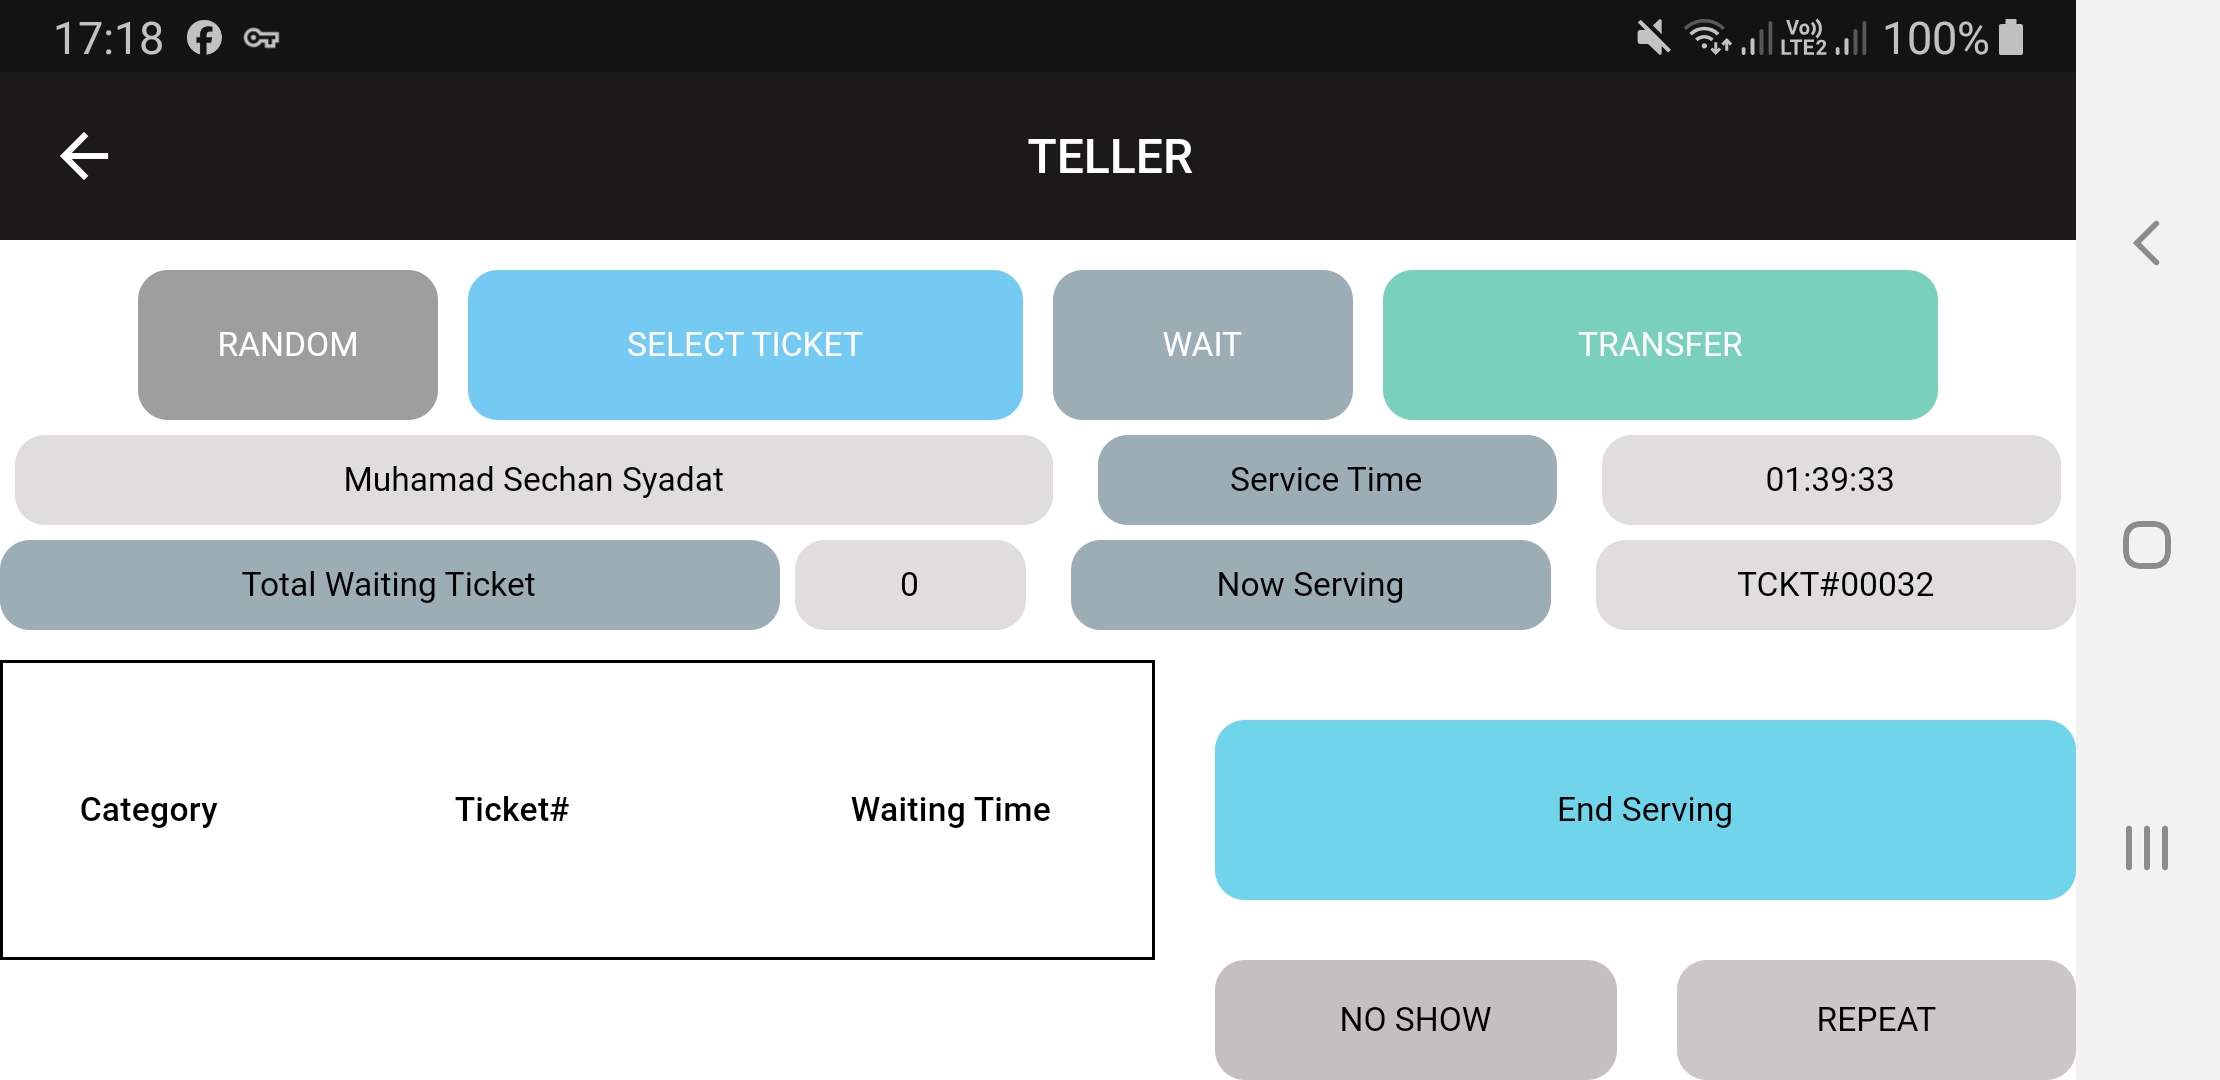 17:18 Vo)) LTE2 100%
TELLER
RANDOM SELECT TICKET WAIT TRANSFER
Muhamad Sechan Syadat Service Time 01:39:33
Total Waiting Ticket 0 Now Serving TCKT#00032
Category Ticket# Waiting Time End Serving
NO SHOW REPEAT